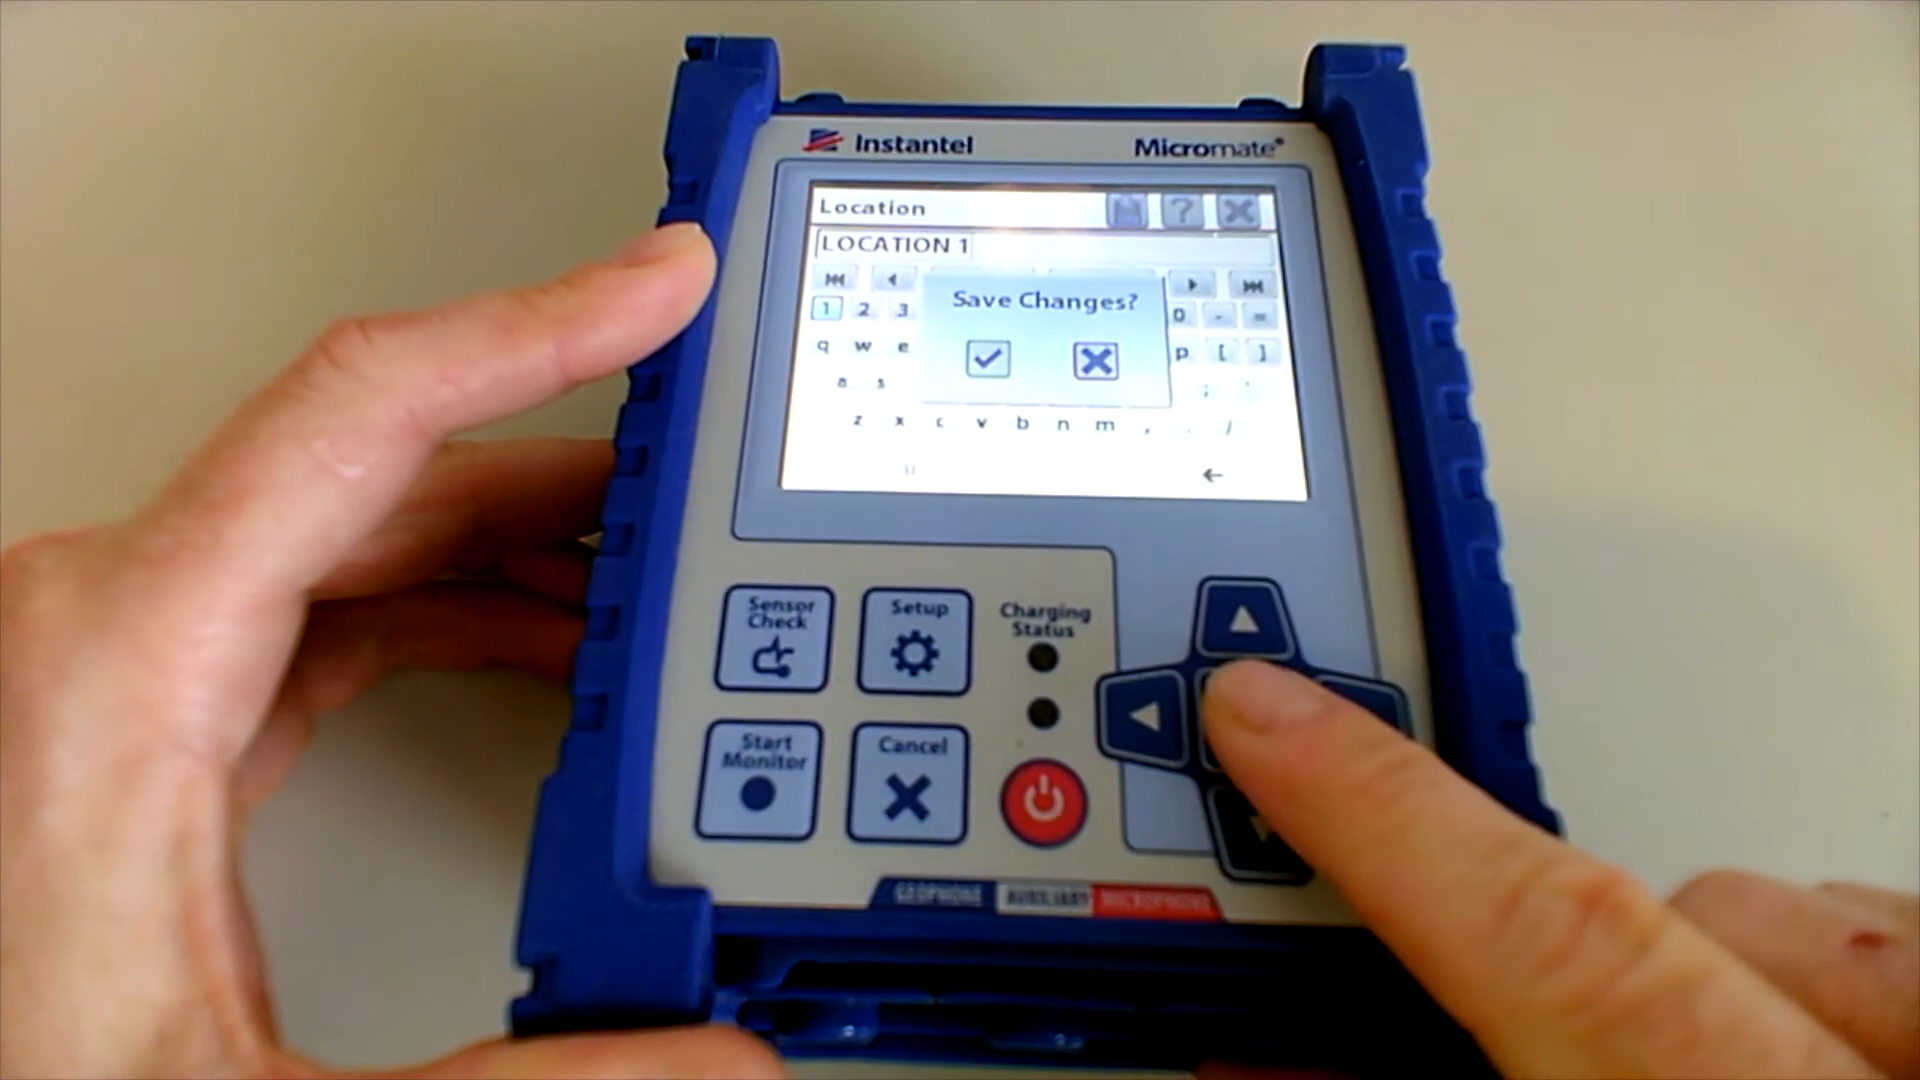 Instantel Micromate®
Location ?
LOCATION 1
Save Changes?
1 2 3 0 - =
q w e p [ ]
a s ; '
z x c v b n m , . /
Sensor Check
Setup
Charging Status
Start Monitor
Cancel
GEOPHONE AUXILIARY MICROPHONE